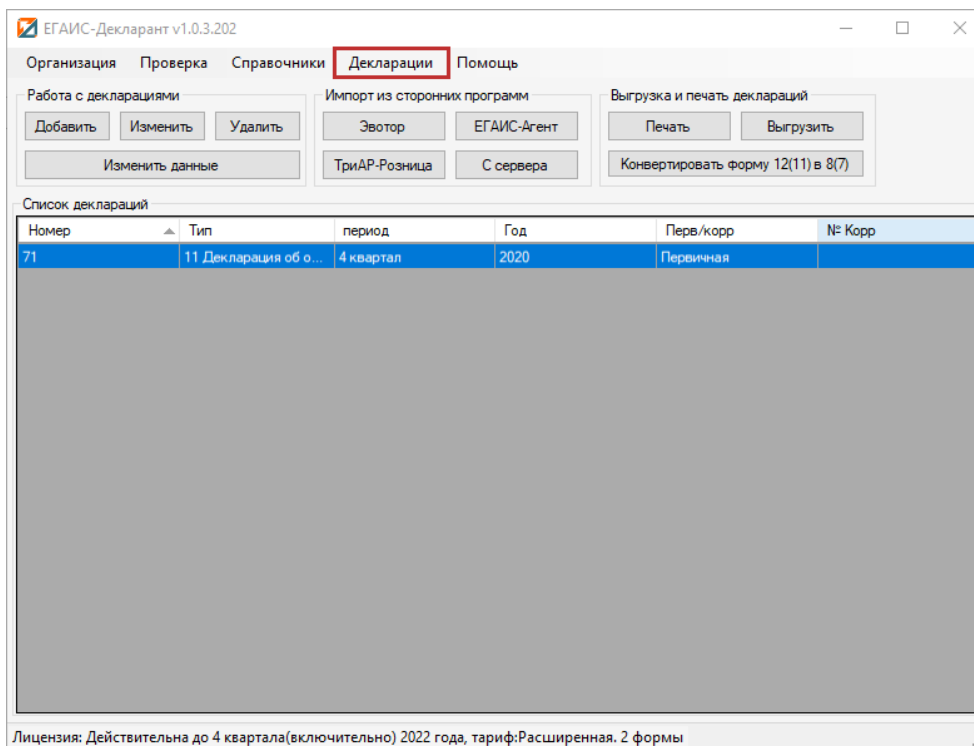 ЕГАИС-Декларант v1.0.3.202
Организация Проверка Справочники Декларации Помощь
Работа с декларациями Импорт из сторонних программ Выгрузка и печать деклараций
Добавить Изменить Удалить Эвотор ЕГАИС-Агент Печать Выгрузить
Изменить данные ТриАР-Розница С сервера Конвертировать форму 12(11) в 8(7)
Список деклараций
Номер Тип период Год Перв/корр № Корр
71 11 Декларация об о... 4 квартал 2020 Первичная
Лицензия: Действительна до 4 квартала(включительно) 2022 года, тариф:Расширенная. 2 формы